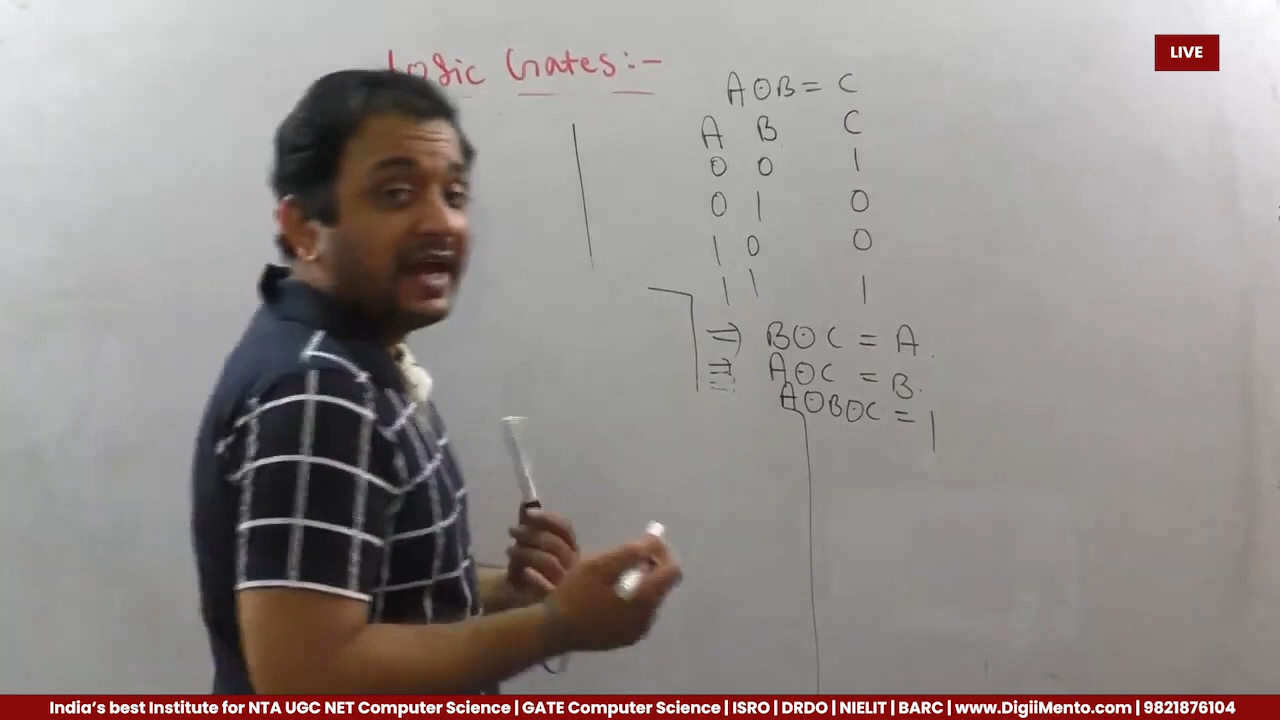 LIVE
Logic Gates:-
A⊙B = C
A B C
0 0 1
0 1 0
1 0 0
1 1 1
⇒ B⊙C = A.
⇒ A⊙C = B.
A⊙B⊙C = 1
India's best Institute for NTA UGC NET Computer Science | GATE Computer Science | ISRO | DRDO | NIELIT | BARC | www.DigiiMento.com | 9821876104